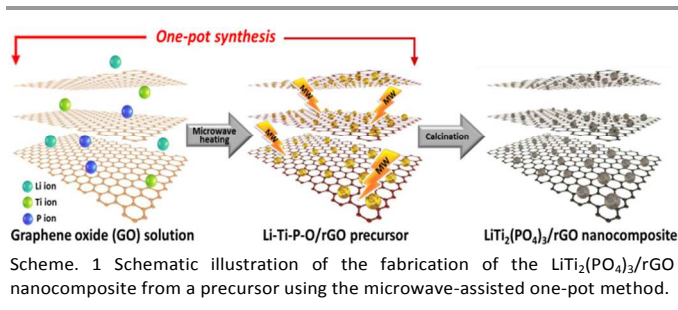 One-pot synthesis
MW
MW
MW
MW
Microwave
heating
Calcination
Li ion
Ti ion
P ion
Graphene oxide (GO) solution
Li-Ti-P-O/rGO precursor
LiTi₂(PO₄)₃/rGO nanocomposite
Scheme. 1 Schematic illustration of the fabrication of the LiTi₂(PO₄)₃/rGO
nanocomposite from a precursor using the microwave-assisted one-pot method.